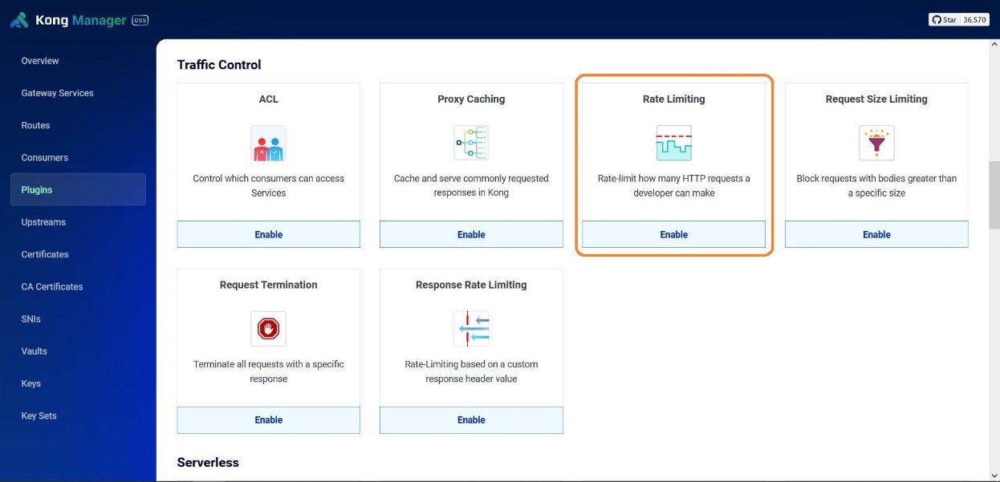 Kong Manager OSS
Star 36,570
Overview
Gateway Services
Routes
Consumers
Plugins
Upstreams
Certificates
CA Certificates
SNIs
Vaults
Keys
Key Sets
Traffic Control
ACL
Control which consumers can access
Services
Enable
Proxy Caching
Cache and serve commonly requested
responses in Kong
Enable
Rate Limiting
Rate-limit how many HTTP requests a
developer can make
Enable
Request Size Limiting
Block requests with bodies greater than
a specific size
Enable
Request Termination
Terminate all requests with a specific
response
Enable
Response Rate Limiting
Rate-Limiting based on a custom
response header value
Enable
Serverless